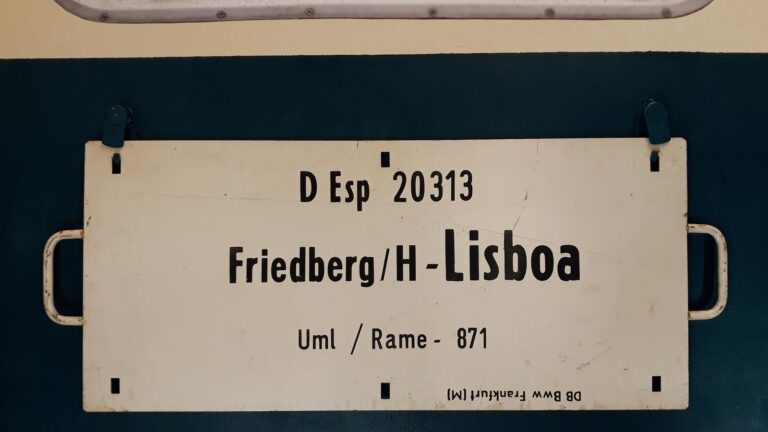 D Esp 20313
Friedberg/H - Lisboa
Uml / Rame - 871
DB Bww Frankfurt (M)